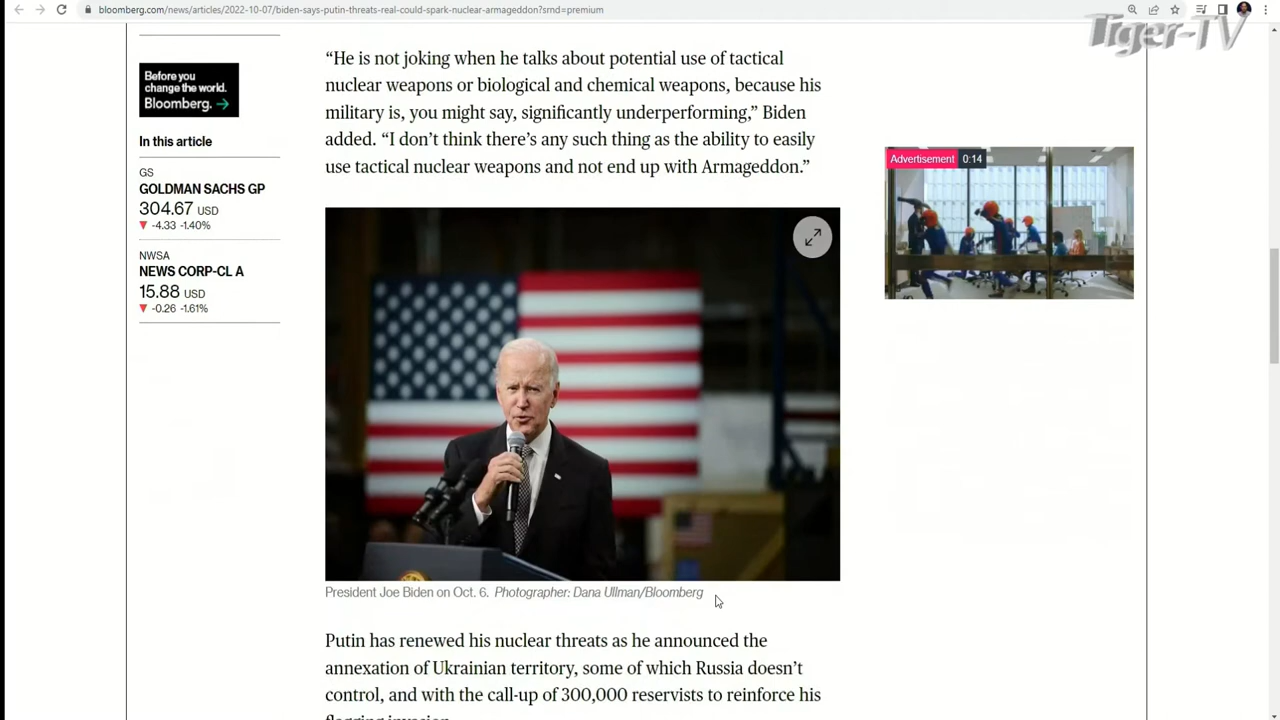 bloomberg.com/news/articles/2022-10-07/biden-says-putin-threats-real-could-spark-nuclear-armageddon?srnd=premium
Tiger-TV
Before you
change the world.
Bloomberg. →
In this article
GS
GOLDMAN SACHS GP
304.67 USD
▼ -4.33 -1.40%
NWSA
NEWS CORP-CL A
15.88 USD
▼ -0.26 -1.61%
“He is not joking when he talks about potential use of tactical
nuclear weapons or biological and chemical weapons, because his
military is, you might say, significantly underperforming,” Biden
added. “I don’t think there’s any such thing as the ability to easily
use tactical nuclear weapons and not end up with Armageddon.”
Advertisement 0:14
President Joe Biden on Oct. 6. Photographer: Dana Ullman/Bloomberg
Putin has renewed his nuclear threats as he announced the
annexation of Ukrainian territory, some of which Russia doesn’t
control, and with the call-up of 300,000 reservists to reinforce his
flagging invasion.